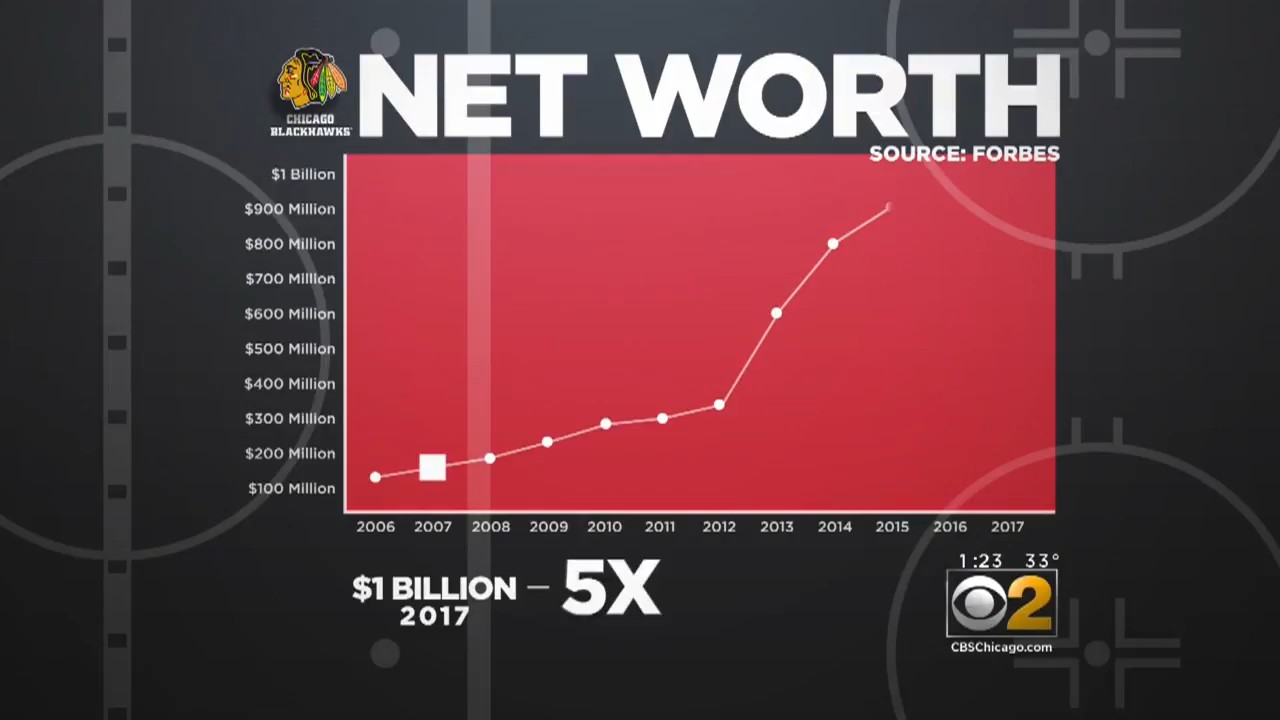 NET WORTH
CHICAGO
BLACKHAWKS
SOURCE: FORBES
$1 Billion
$900 Million
$800 Million
$700 Million
$600 Million
$500 Million
$400 Million
$300 Million
$200 Million
$100 Million
2006 2007 2008 2009 2010 2011 2012 2013 2014 2015 2016 2017
$1 BILLION – 5X
2017
1:23 33°
2
CBSChicago.com